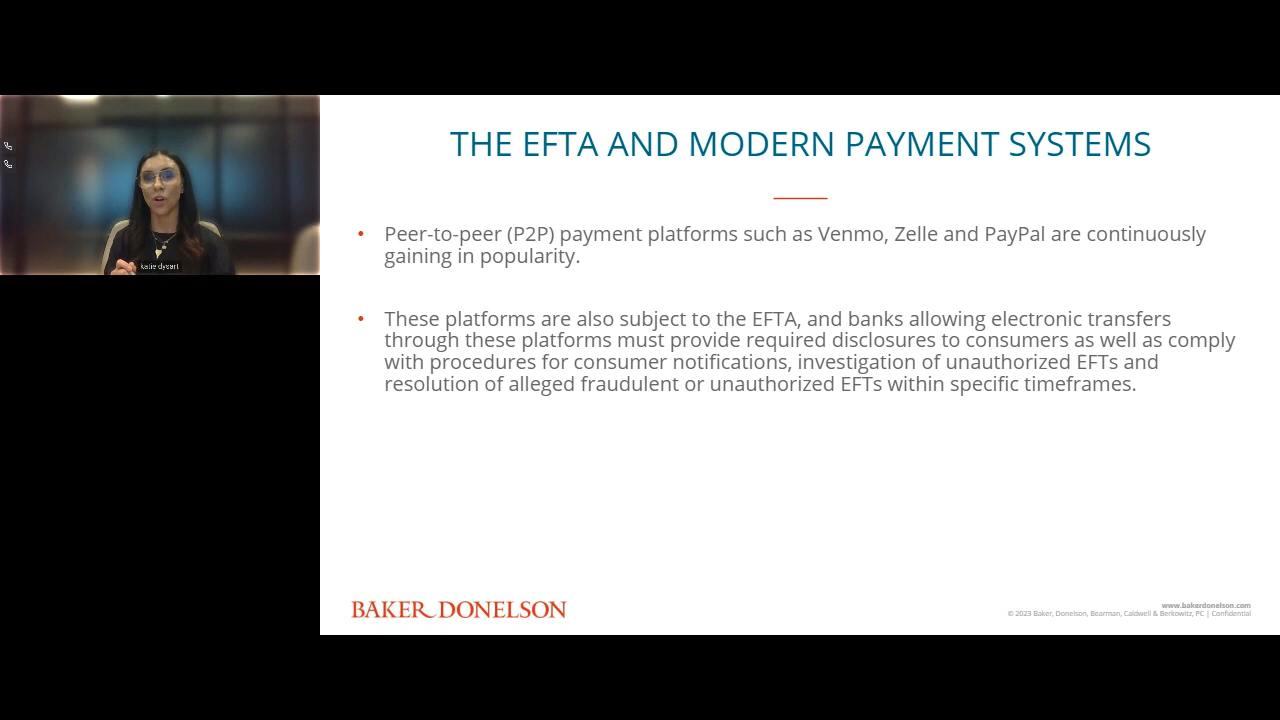 katie dysart
THE EFTA AND MODERN PAYMENT SYSTEMS
• Peer-to-peer (P2P) payment platforms such as Venmo, Zelle and PayPal are continuously
gaining in popularity.
• These platforms are also subject to the EFTA, and banks allowing electronic transfers
through these platforms must provide required disclosures to consumers as well as comply
with procedures for consumer notifications, investigation of unauthorized EFTs and
resolution of alleged fraudulent or unauthorized EFTs within specific timeframes.
BAKER DONELSON
www.bakerdonelson.com
© 2023 Baker, Donelson, Bearman, Caldwell & Berkowitz, PC | Confidential